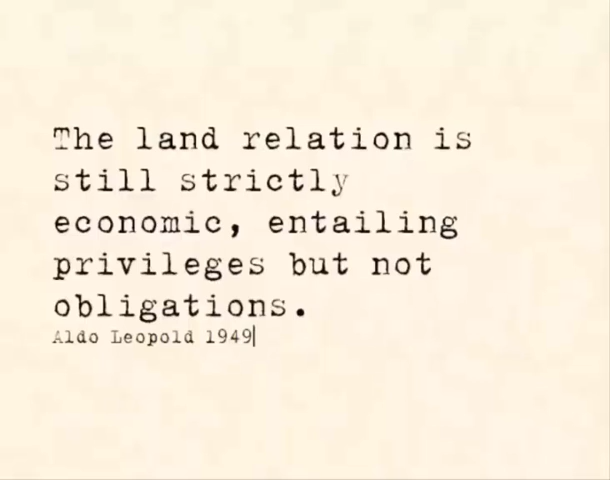 The land relation is
still strictly
economic, entailing
privileges but not
obligations.
Aldo Leopold 1949